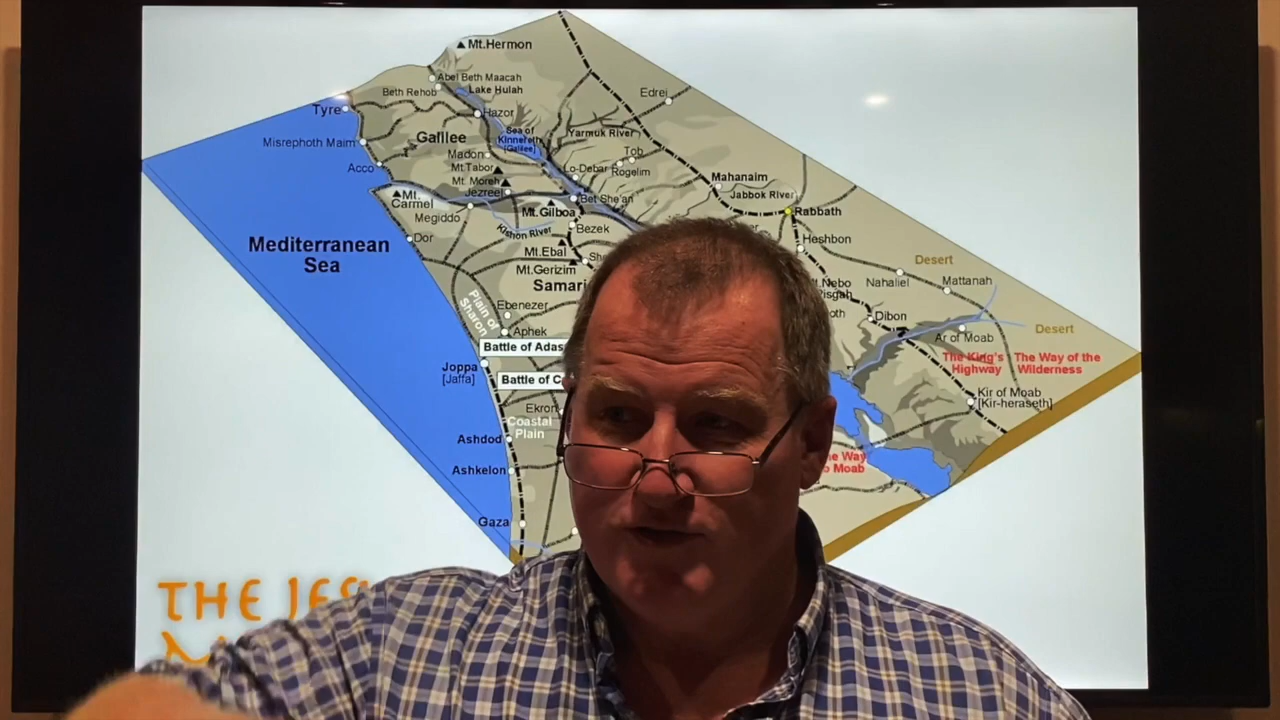 Mt.Hermon
Abel Beth Maacah
Beth Rehob
Lake Hulah
Edrei
Tyre
Hazor
Sea of
Kinnereth
[Galilee]
Yarmuk River
Misrephoth Maim
Galilee
Madon
Tob
Acco
Mt.Tabor
Lo-Debar
Rogelim
Mt. Moreh
Mahanaim
Mt.
Carmel
Jezreel
Bet She'an
Jabbok River
Megiddo
Mt.Gilboa
Rabbath
Kishon River
Bezek
Dor
Heshbon
Mediterranean
Sea
Mt.Ebal
Mt.Gerizim
Desert
Nahaliel
Mattanah
Plain of
Sharon
Ebenezer
Dibon
Aphek
Ar of Moab
Desert
Battle of
The King's
Highway
The Way of the
Wilderness
Joppa
[Jaffa]
Battle of
Kir of Moab
[Kir-heraseth]
Ekron
Coastal
Plain
Ashdod
Way
Moab
Ashkelon
Gaza
THE